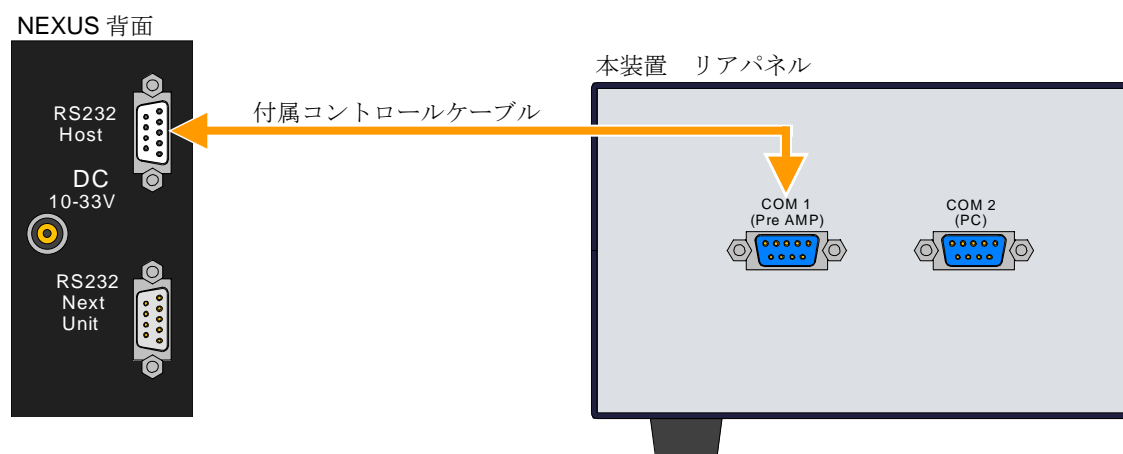 NEXUS 背面
RS232
Host
DC
10-33V
RS232
Next
Unit
付属コントロールケーブル
本装置　リアパネル
COM 1
(Pre AMP)
COM 2
(PC)